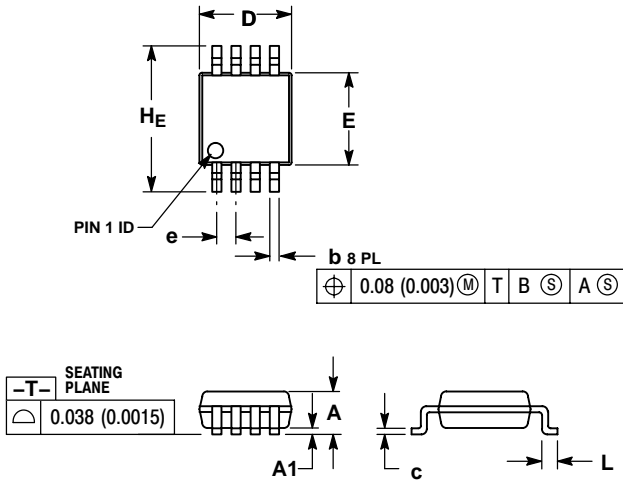 D
HE
E
PIN 1 ID
e
b 8 PL
⌖ 0.08 (0.003) Ⓜ T B Ⓢ A Ⓢ
–T– SEATING
PLANE
⌓ 0.038 (0.0015)
A
A1
c
L